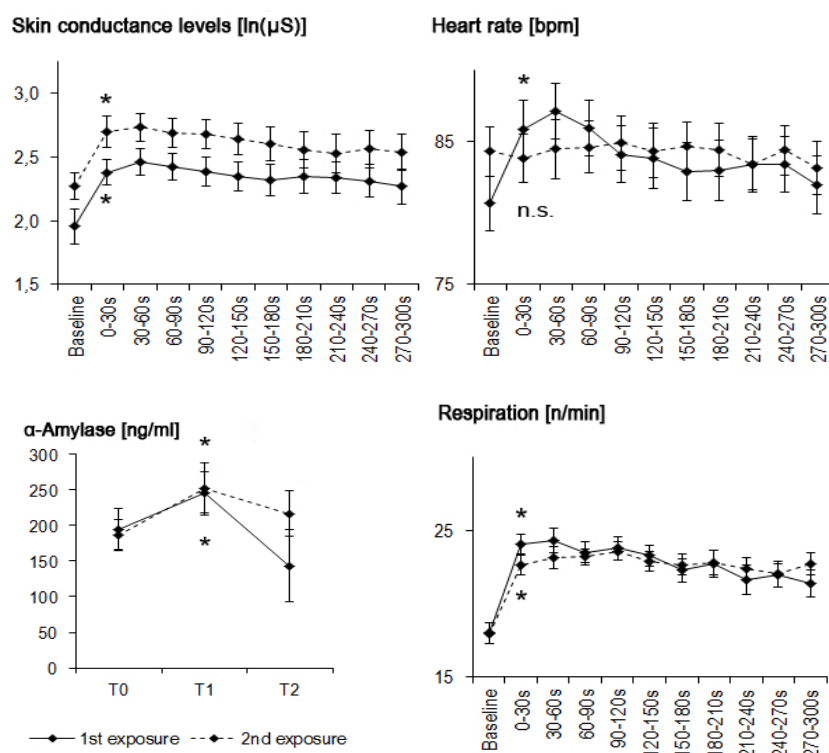 Skin conductance levels [ln(µS)]
3,0
2,5
2,0
1,5
*
*
Baseline
0-30s
30-60s
60-90s
90-120s
120-150s
150-180s
180-210s
210-240s
240-270s
270-300s
Heart rate [bpm]
85
75
*
n.s.
Baseline
0-30s
30-60s
60-90s
90-120s
120-150s
150-180s
180-210s
210-240s
240-270s
270-300s
α-Amylase [ng/ml]
300
250
200
150
100
50
0
*
*
T0 T1 T2
1st exposure 2nd exposure
Respiration [n/min]
25
15
*
*
Baseline
0-30s
30-60s
60-90s
90-120s
120-150s
150-180s
180-210s
210-240s
240-270s
270-300s